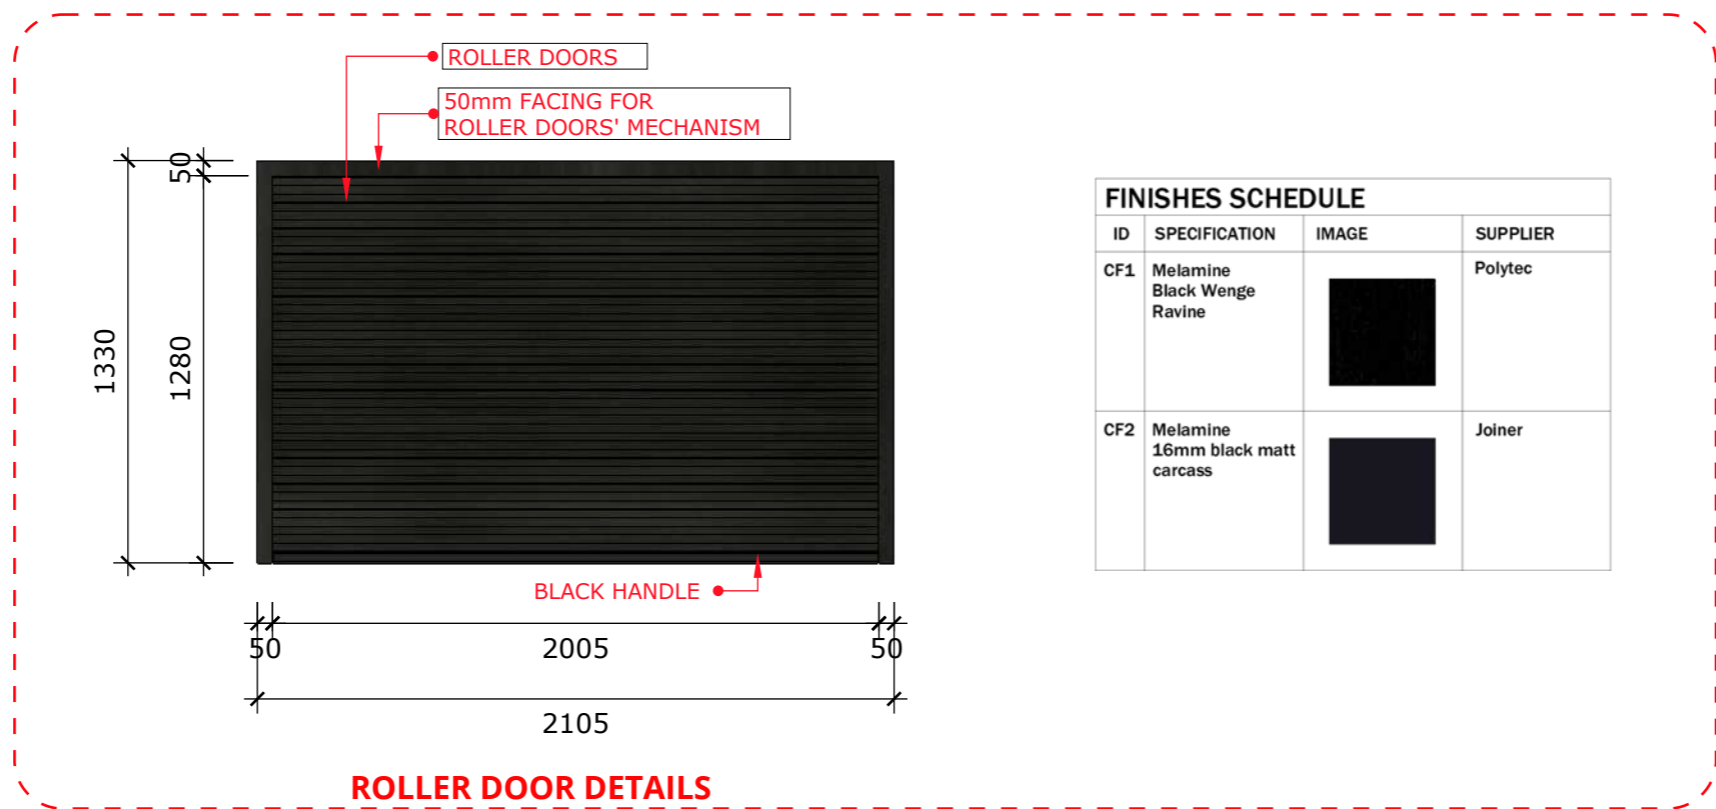 ROLLER DOORS
50mm FACING FOR
ROLLER DOORS' MECHANISM
50
1330
1280
BLACK HANDLE
50
2005
50
2105
ROLLER DOOR DETAILS
FINISHES SCHEDULE
ID SPECIFICATION IMAGE SUPPLIER
CF1 Melamine Polytec
Black Wenge
Ravine
CF2 Melamine Joiner
16mm black matt
carcass